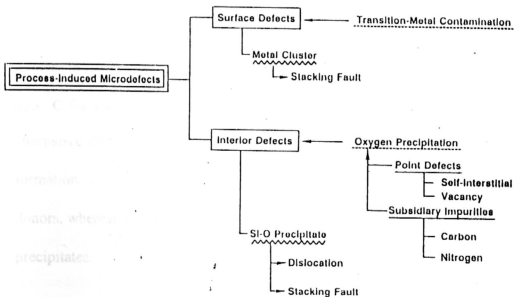 Surface Defects
Transition-Metal Contamination
Metal Cluster
Stacking Fault
Process-Induced Microdefects
Interior Defects
Oxygen Precipitation
Point Defects
Self-Interstitial
Vacancy
Subsidiary Impurities
SI-O Precipitate
Carbon
Dislocation
Nitrogen
Stacking Fault